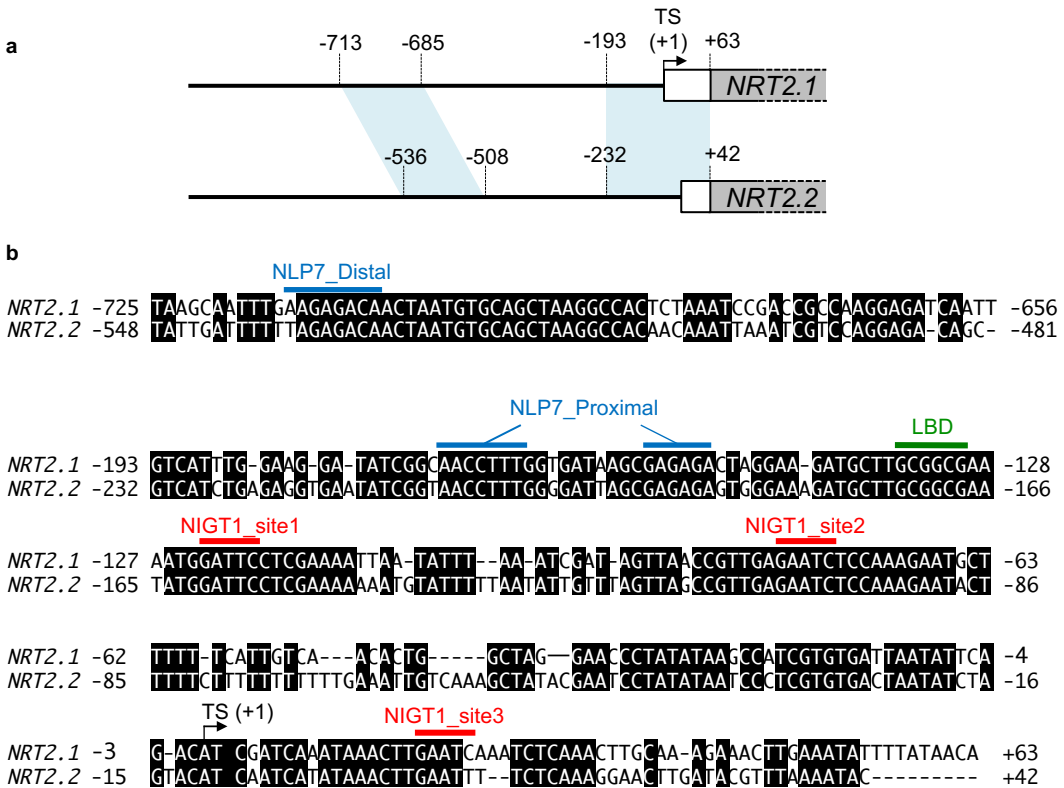 a
TS
(+1)
-713 -685 -193 +63
NRT2.1
-536 -508 -232 +42
NRT2.2
b
NLP7_Distal
NRT2.1 -725 TAAGCAATTTGAAGAGACAACTAATGTGCAGCTAAGGCCACTCTAAATCCGACCGCCAAGGAGATCAATT -656
NRT2.2 -548 TATTGATTTTTTAGAGACAACTAATGTGCAGCTAAGGCCACAACAAATTAAATCGTCCAGGAGA-CAGC- -481
NLP7_Proximal
LBD
NRT2.1 -193 GTCATTTG-GAAG-GA-TATCGGCAACCTTTGGTGATAAGCGAGAGACTAGGAA-GATGCTTGCGGCGAA -128
NRT2.2 -232 GTCATCTGAGAGGTGAATATCGGTAACCTTTGGGGATTAGCGAGAGAGTGGGAAAGATGCTTGCGGCGAA -166
NIGT1_site1 NIGT1_site2
NRT2.1 -127 AATGGATTCCTCGAAAATTAA-TATTT--AA-ATCGAT-AGTTAACCGTTGAGAATCTCCAAAGAATGCT -63
NRT2.2 -165 TATGGATTCCTCGAAAAAAATGTATTTTTAATATTGTTTAGTTAGCCGTTGAGAATCTCCAAAGAATACT -86
NRT2.1 -62 TTTT-TCATTGTCA---ACACTG-----GCTAG—GAACCCTATATAAGCCATCGTGTGATTAATATTCA -4
NRT2.2 -85 TTTTCTTTTTTTTTTGAAATTGTCAAAGCTATACGAATCCTATATAATCCCTCGTGTGACTAATATCTA -16
TS (+1)
NIGT1_site3
NRT2.1 -3 G-ACAT CGATCAAATAAACTTGAATCAAATCTCAAACTTGCAA-AGAAACTTGAAATATTTTATAACA +63
NRT2.2 -15 GTACAT CAATCATATAAACTTGAATTT-TCTCAAAGGAACTTGATACGTTTAAAATAC--------- +42